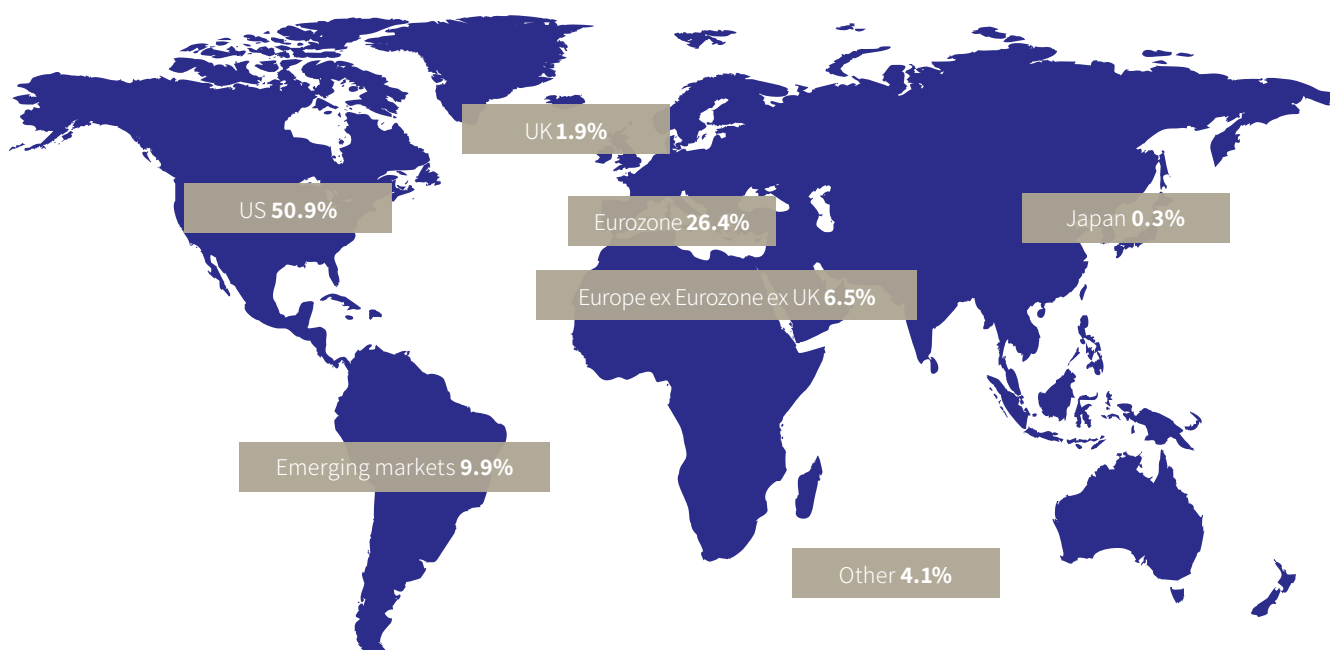 UK 1.9%
US 50.9%
Eurozone 26.4%
Japan 0.3%
Europe ex Eurozone ex UK 6.5%
Emerging markets 9.9%
Other 4.1%